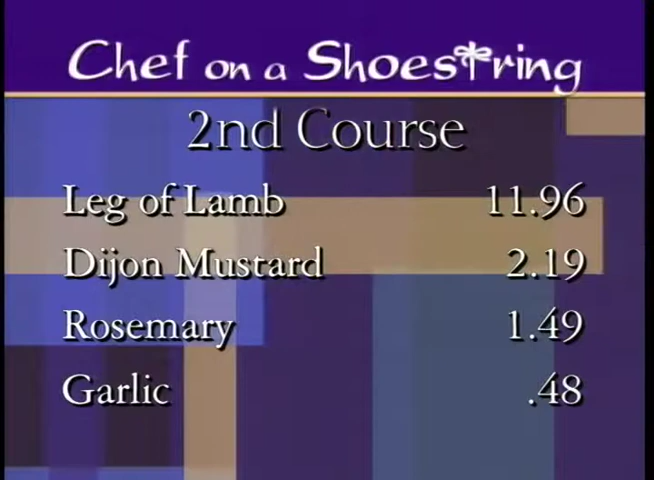 Chef on a Shoestring
2nd Course
Leg of Lamb 11.96
Dijon Mustard 2.19
Rosemary 1.49
Garlic .48